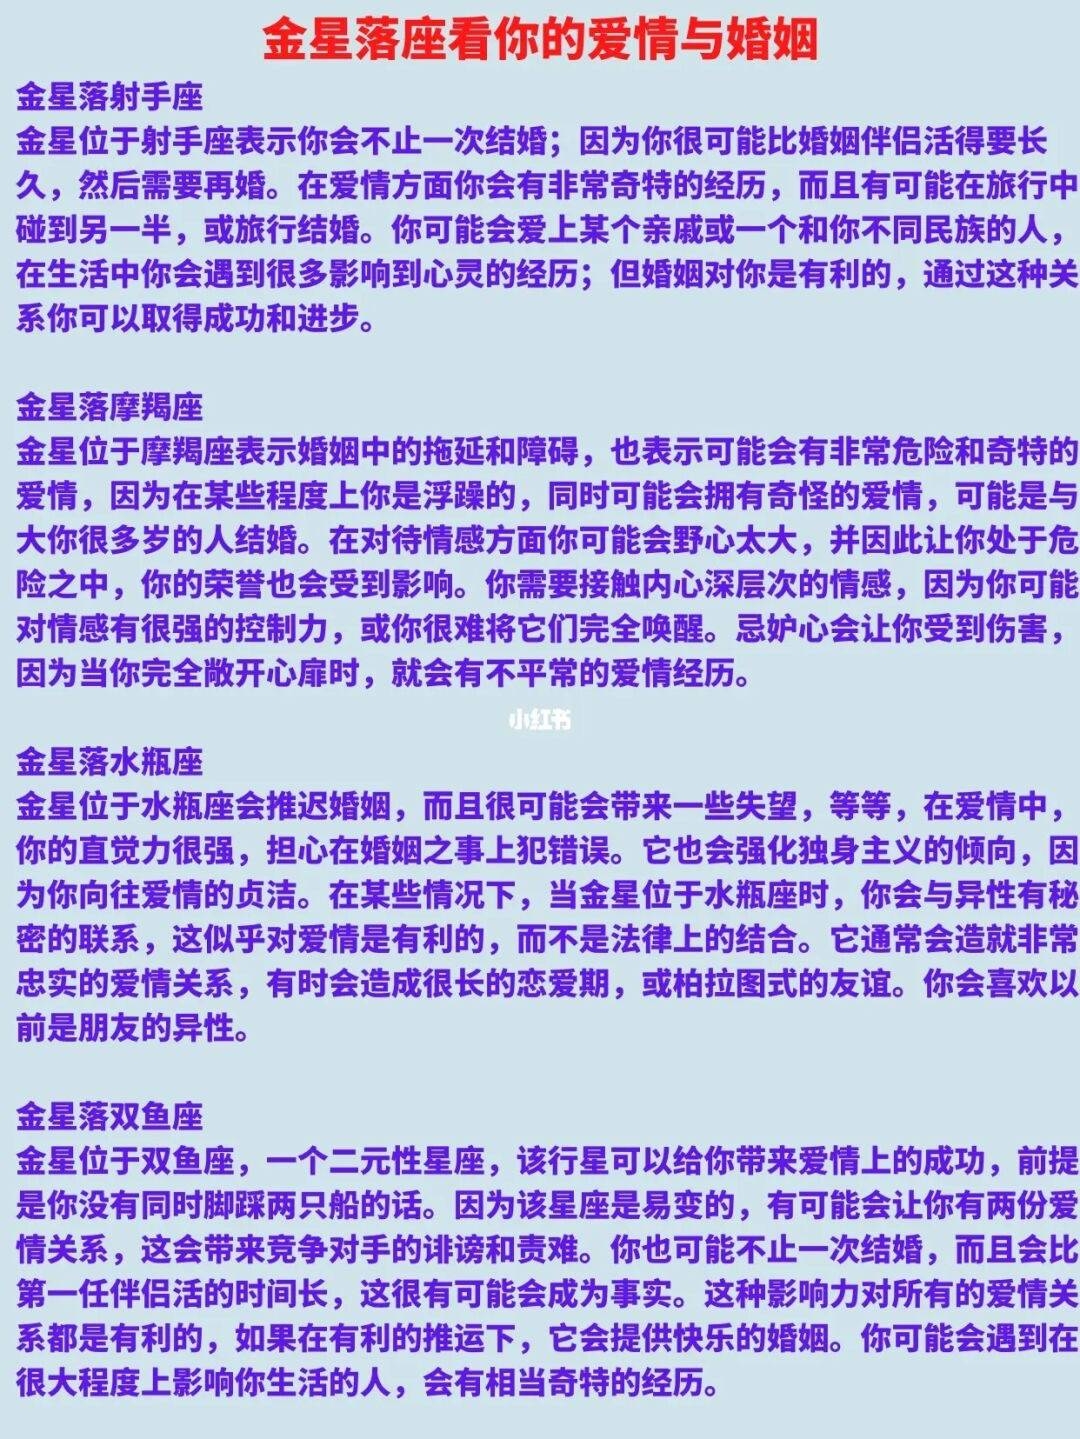 金星落座看你的爱情与婚姻
金星落射手座
金星位于射手座表示你会不止一次结婚；因为你很可能比婚姻伴侣活得要长
久，然后需要再婚。在爱情方面你会有非常奇特的经历，而且有可能在旅行中
碰到另一半，或旅行结婚。你可能会爱上某个亲戚或一个和你不同民族的人，
在生活中你会遇到很多影响到心灵的经历；但婚姻对你是有利的，通过这种关
系你可以取得成功和进步。
金星落摩羯座
金星位于摩羯座表示婚姻中的拖延和障碍，也表示可能会有非常危险和奇特的
爱情，因为在某些程度上你是浮躁的，同时可能会拥有奇怪的爱情，可能是与
大你很多岁的人结婚。在对待情感方面你可能会野心太大，并因此让你处于危
险之中，你的荣誉也会受到影响。你需要接触内心深层次的情感，因为你可能
对情感有很强的控制力，或你很难将它们完全唤醒。忌妒心会让你受到伤害，
因为当你完全敞开心扉时，就会有不平常的爱情经历。
小红书
金星落水瓶座
金星位于水瓶座会推迟婚姻，而且很可能会带来一些失望，等等，在爱情中，
你的直觉力很强，担心在婚姻之事上犯错误。它也会强化独身主义的倾向，因
为你向往爱情的贞洁。在某些情况下，当金星位于水瓶座时，你会与异性有秘
密的联系，这似乎对爱情是有利的，而不是法律上的结合。它通常会造就非常
忠实的爱情关系，有时会造成很长的恋爱期，或柏拉图式的友谊。你会喜欢以
前是朋友的异性。
金星落双鱼座
金星位于双鱼座，一个二元性星座，该行星可以给你带来爱情上的成功，前提
是你没有同时脚踩两只船的话。因为该星座是易变的，有可能会让你有两份爱
情关系，这会带来竞争对手的诽谤和责难。你也可能不止一次结婚，而且会比
第一任伴侣活的时间长，这很有可能会成为事实。这种影响力对所有的爱情关
系都是有利的，如果在有利的推运下，它会提供快乐的婚姻。你可能会遇到在
很大程度上影响你生活的人，会有相当奇特的经历。